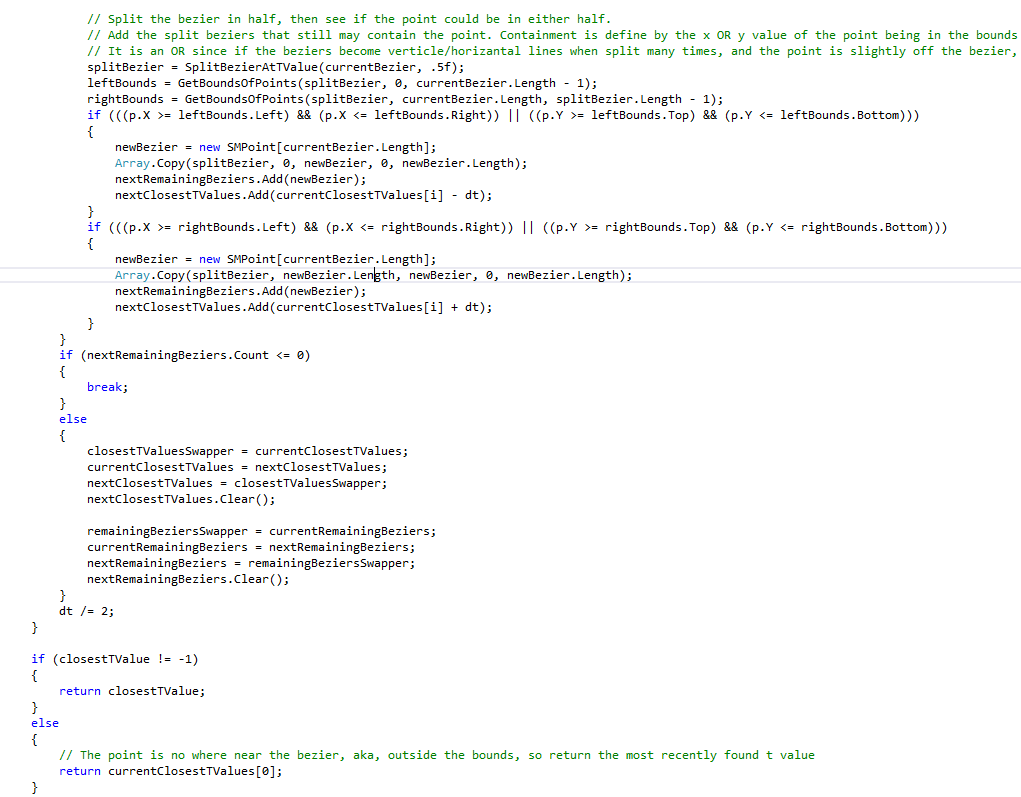 // Split the bezier in half, then see if the point could be in either half.
// Add the split beziers that still may contain the point. Containment is define by the x OR y value of the point being in the bounds
// It is an OR since if the beziers become verticle/horizantal lines when split many times, and the point is slightly off the bezier,
splitBezier = SplitBezierAtTValue(currentBezier, .5f);
leftBounds = GetBoundsOfPoints(splitBezier, 0, currentBezier.Length - 1);
rightBounds = GetBoundsOfPoints(splitBezier, currentBezier.Length, splitBezier.Length - 1);
if (((p.X >= leftBounds.Left) && (p.X <= leftBounds.Right)) || ((p.Y >= leftBounds.Top) && (p.Y <= leftBounds.Bottom)))
{
newBezier = new SMPoint[currentBezier.Length];
Array.Copy(splitBezier, 0, newBezier, 0, newBezier.Length);
nextRemainingBeziers.Add(newBezier);
nextClosestTValues.Add(currentClosestTValues[i] - dt);
}
if (((p.X >= rightBounds.Left) && (p.X <= rightBounds.Right)) || ((p.Y >= rightBounds.Top) && (p.Y <= rightBounds.Bottom)))
{
newBezier = new SMPoint[currentBezier.Length];
Array.Copy(splitBezier, newBezier.Length, newBezier, 0, newBezier.Length);
nextRemainingBeziers.Add(newBezier);
nextClosestTValues.Add(currentClosestTValues[i] + dt);
}
}
if (nextRemainingBeziers.Count <= 0)
{
break;
}
else
{
closestTValuesSwapper = currentClosestTValues;
currentClosestTValues = nextClosestTValues;
nextClosestTValues = closestTValuesSwapper;
nextClosestTValues.Clear();
remainingBeziersSwapper = currentRemainingBeziers;
currentRemainingBeziers = nextRemainingBeziers;
nextRemainingBeziers = remainingBeziersSwapper;
nextRemainingBeziers.Clear();
}
dt /= 2;
}
if (closestTValue != -1)
{
return closestTValue;
}
else
{
// The point is no where near the bezier, aka, outside the bounds, so return the most recently found t value
return currentClosestTValues[0];
}